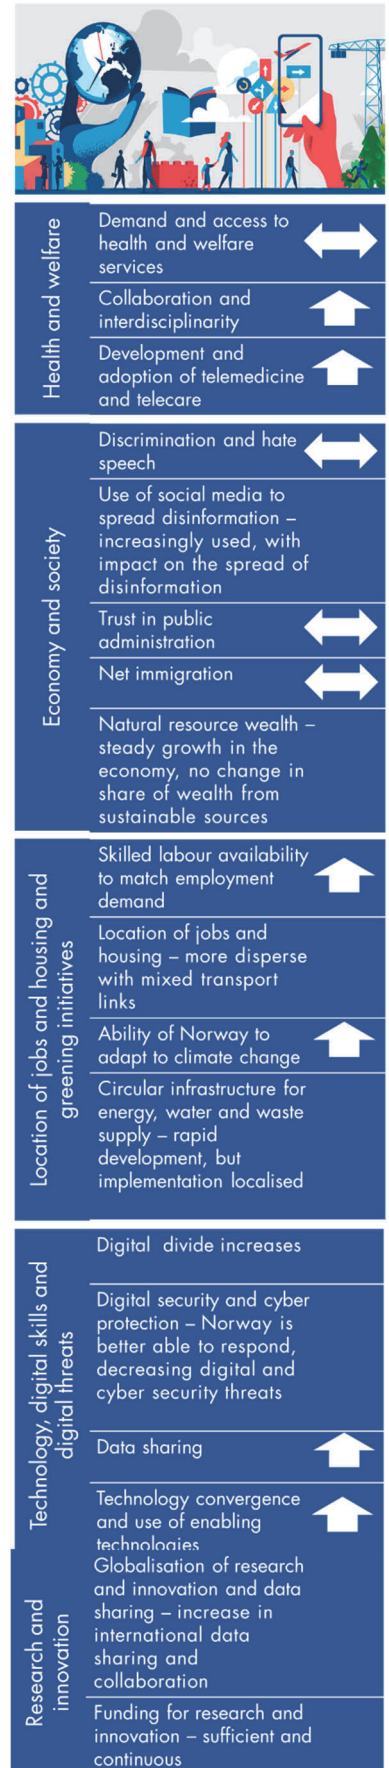 Health and welfare
Demand and access to
health and welfare
services
Collaboration and
interdisciplinarity
Development and
adoption of telemedicine
and telecare
Economy and society
Discrimination and hate
speech
Use of social media to
spread disinformation –
increasingly used, with
impact on the spread of
disinformation
Trust in public
administration
Net immigration
Natural resource wealth –
steady growth in the
economy, no change in
share of wealth from
sustainable sources
Location of jobs and housing and
greening initiatives
Skilled labour availability
to match employment
demand
Location of jobs and
housing – more disperse
with mixed transport
links
Ability of Norway to
adapt to climate change
Circular infrastructure for
energy, water and waste
supply – rapid
development, but
implementation localised
Technology, digital skills and
digital threats
Digital divide increases
Digital security and cyber
protection – Norway is
better able to respond,
decreasing digital and
cyber security threats
Data sharing
Technology convergence
and use of enabling
technologies
Research and
innovation
Globalisation of research
and innovation and data
sharing – increase in
international data
sharing and
collaboration
Funding for research and
innovation – sufficient and
continuous